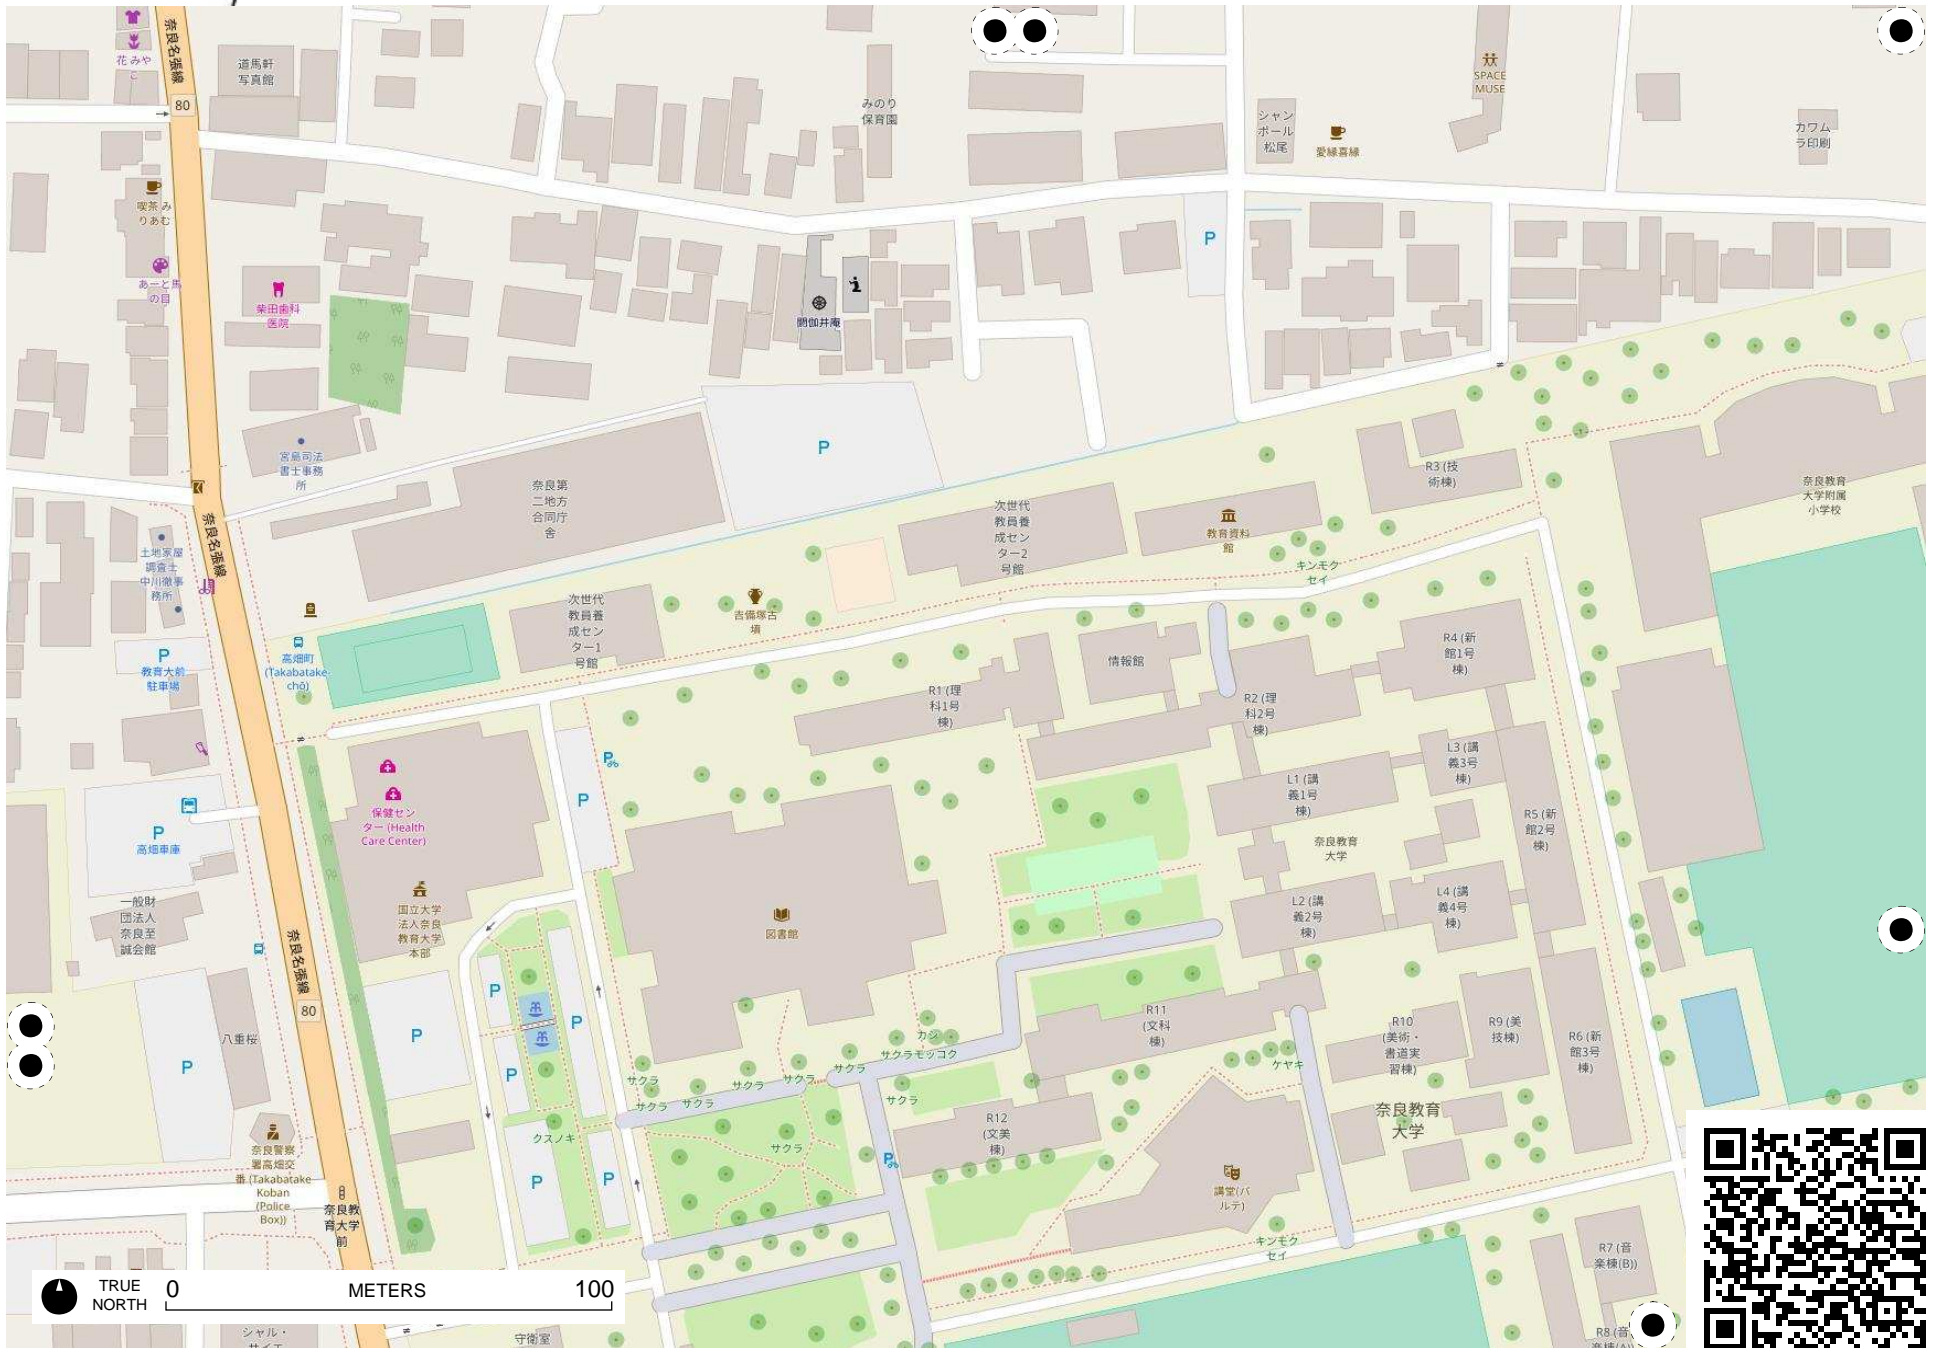 奈良名張線
花みや
こ
道馬軒
写真館
80
みのり
保育園
SPACE
MUSE
シャン
ボール
松尾
愛縁喜縁
カワム
ラ印刷
喫茶み
りあむ
あーと馬
の目
柴田歯科
医院
閼伽井庵
P
宮島司法
書士事務
所
P
奈良第
二地方
合同庁
舎
R3 (技
術棟)
奈良教育
大学附属
小学校
次世代
教員養
成セン
ター2
号館
教育資料
館
キンモク
セイ
奈良名張線
土地家屋
調査士
中川徹事
務所
次世代
教員養
成セン
ター1
号館
吉備塚古
墳
P
教育大前
駐車場
高畑町
(Takabatake-
chō)
情報館
R4 (新
館1号
棟)
R1 (理
科1号
棟)
R2 (理
科2号
棟)
L3 (講
義3号
棟)
L1 (講
義1号
棟)
R5 (新
館2号
棟)
P
P
保健セン
ター (Health
Care Center)
P
高畑車庫
奈良教育
大学
国立大学
法人奈良
教育大学
本部
一般財
団法人
奈良至
誠会館
図書館
L2 (講
義2号
棟)
L4 (講
義4号
棟)
奈良名張線
80
P
P
P
P
P
八重桜
R11
(文科
棟)
R10
(美術・
書道実
習棟)
R9 (美
技棟)
R6 (新
館3号
棟)
カシ
サクラモッコク
サクラ
サクラ
サクラ
サクラ
サクラ
サクラ
サクラ
ケヤキ
クスノキ
サクラ
R12
(文美
棟)
奈良教育
大学
P
P
P
奈良警察
署高畑交
番 (Takabatake
Koban
(Police
Box))
奈良教
育大学
前
講堂(パ
ルテ)
キンモク
セイ
R7 (音
楽棟(B))
TRUE
NORTH
0 METERS 100
シャル・
守衛室
R8 (音
楽棟(A))